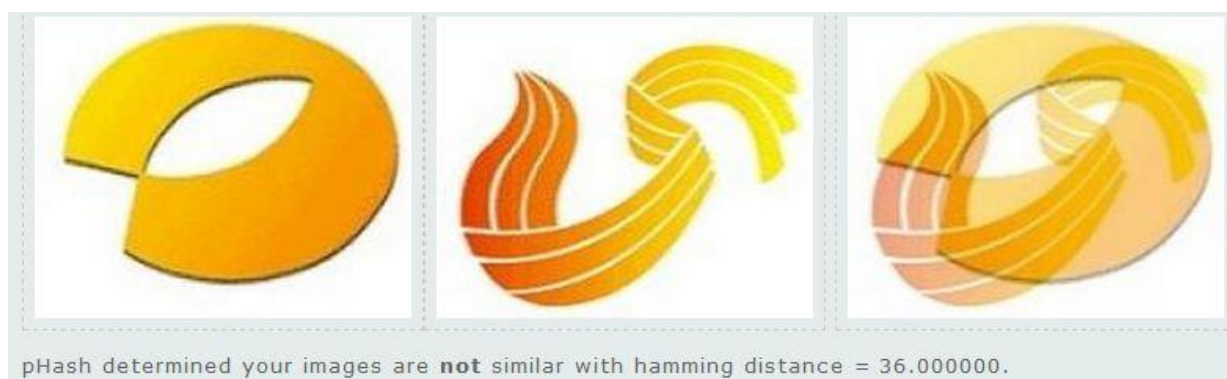 pHash determined your images are not similar with hamming distance = 36.000000.